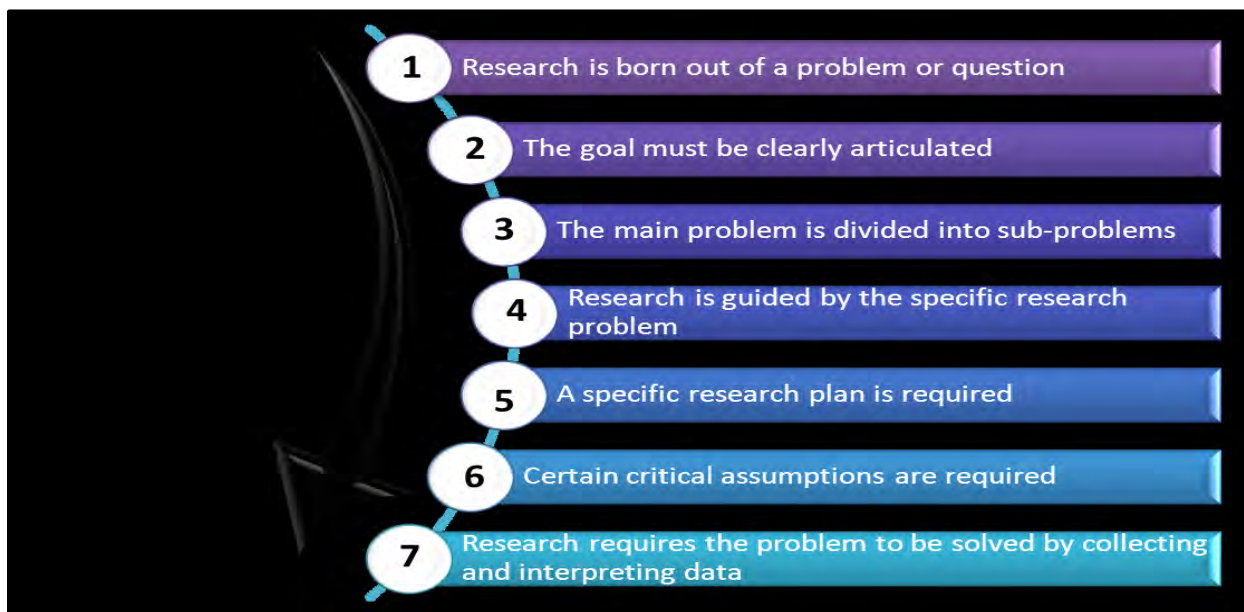 1 Research is born out of a problem or question
2 The goal must be clearly articulated
3 The main problem is divided into sub-problems
4 Research is guided by the specific research
problem
5 A specific research plan is required
6 Certain critical assumptions are required
7 Research requires the problem to be solved by collecting
and interpreting data